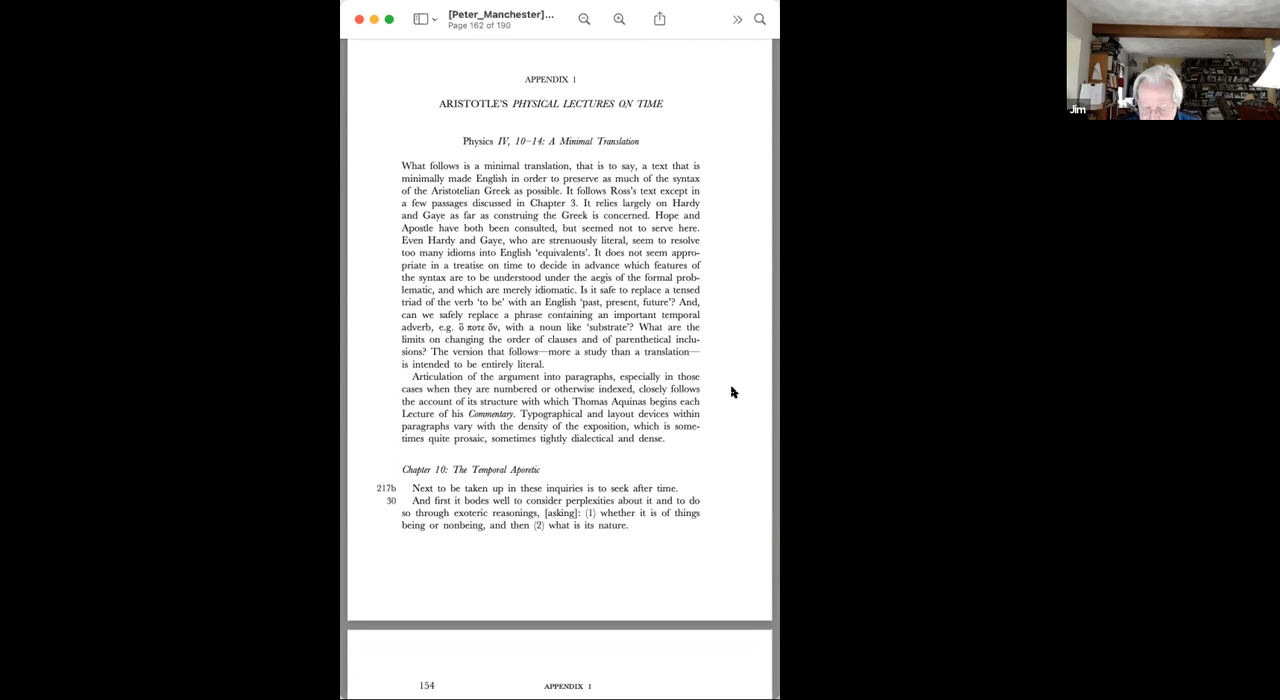 [Peter_Manchester]...
Page 162 of 190
Jim
APPENDIX 1
ARISTOTLE'S PHYSICAL LECTURES ON TIME
Physics IV, 10–14: A Minimal Translation
What follows is a minimal translation, that is to say, a text that is
minimally made English in order to preserve as much of the syntax
of the Aristotelian Greek as possible. It follows Ross's text except in
a few passages discussed in Chapter 3. It relies largely on Hardy
and Gaye as far as construing the Greek is concerned. Hope and
Apostle have both been consulted, but seemed not to serve here.
Even Hardy and Gaye, who are strenuously literal, seem to resolve
too many idioms into English 'equivalents'. It does not seem appro-
priate in a treatise on time to decide in advance which features of
the syntax are to be understood under the aegis of the formal prob-
lematic, and which are merely idiomatic. Is it safe to replace a tensed
triad of the verb 'to be' with an English 'past, present, future'? And,
can we safely replace a phrase containing an important temporal
adverb, e.g. ὅ ποτε ὄν, with a noun like 'substrate'? What are the
limits on changing the order of clauses and of parenthetical inclu-
sions? The version that follows—more a study than a translation—
is intended to be entirely literal.
Articulation of the argument into paragraphs, especially in those
cases when they are numbered or otherwise indexed, closely follows
the account of its structure with which Thomas Aquinas begins each
Lecture of his Commentary. Typographical and layout devices within
paragraphs vary with the density of the exposition, which is some-
times quite prosaic, sometimes tightly dialectical and dense.
Chapter 10: The Temporal Aporetic
217b Next to be taken up in these inquiries is to seek after time.
30 And first it bodes well to consider perplexities about it and to do
so through exoteric reasonings, [asking]: (1) whether it is of things
being or nonbeing, and then (2) what is its nature.
154 APPENDIX 1